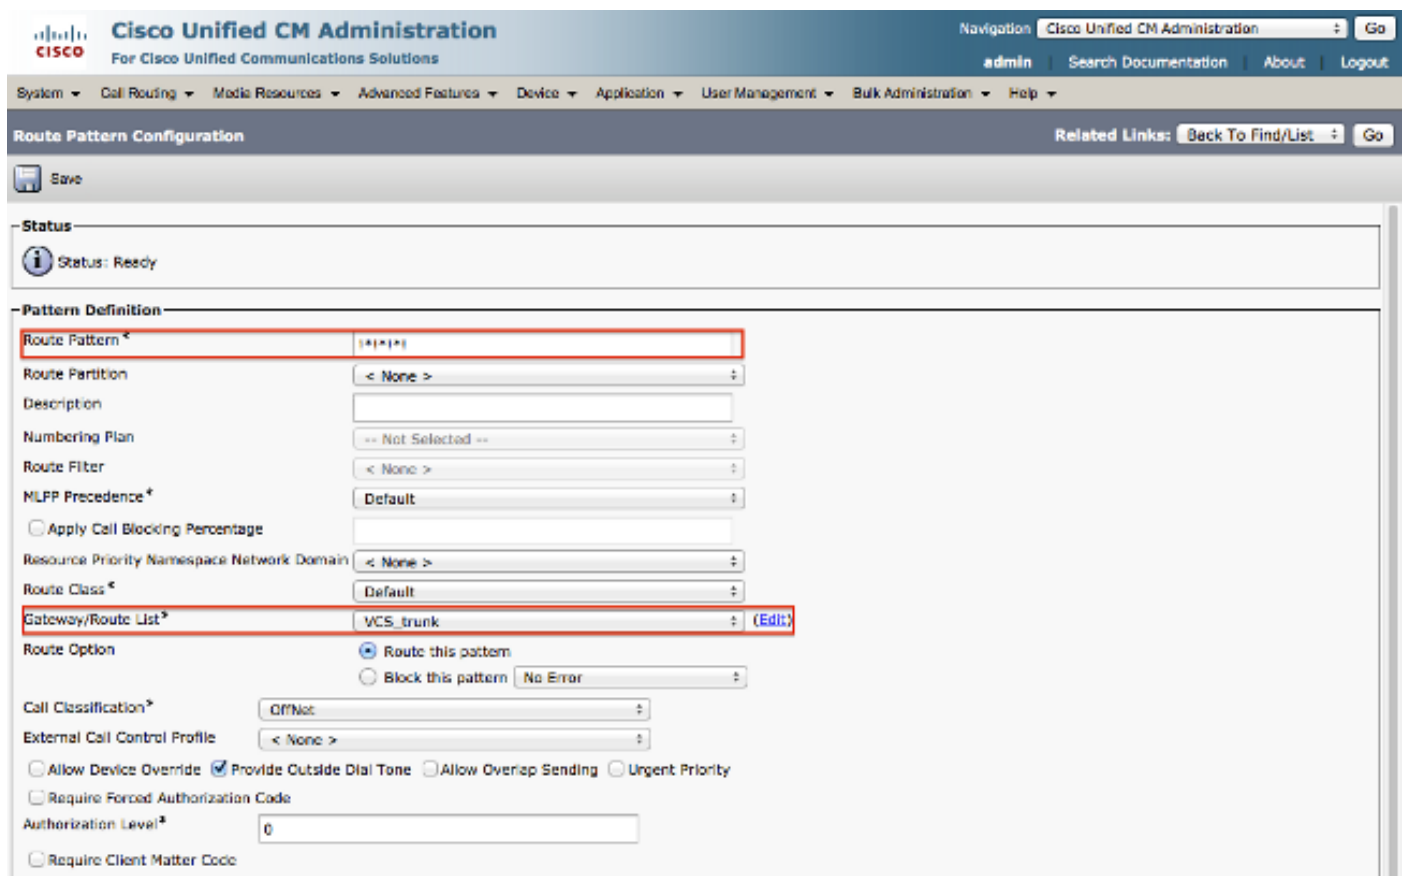 Cisco Unified CM Administration
For Cisco Unified Communications Solutions
CISCO
Navigation Cisco Unified CM Administration Go
admin Search Documentation About Logout
System Call Routing Media Resources Advanced Features Device Application User Management Bulk Administration Help
Route Pattern Configuration
Related Links: Back To Find/List Go
Save
Status
i Status: Ready
Pattern Definition
Route Pattern * !*!*!*!
Route Partition < None >
Description
Numbering Plan -- Not Selected --
Route Filter < None >
MLPP Precedence * Default
Apply Call Blocking Percentage
Resource Priority Namespace Network Domain < None >
Route Class * Default
Gateway/Route List * VCS_trunk (Edit)
Route Option Route this pattern
Block this pattern No Error
Call Classification * OffNet
External Call Control Profile < None >
Allow Device Override Provide Outside Dial Tone Allow Overlap Sending Urgent Priority
Require Forced Authorization Code
Authorization Level * 0
Require Client Matter Code